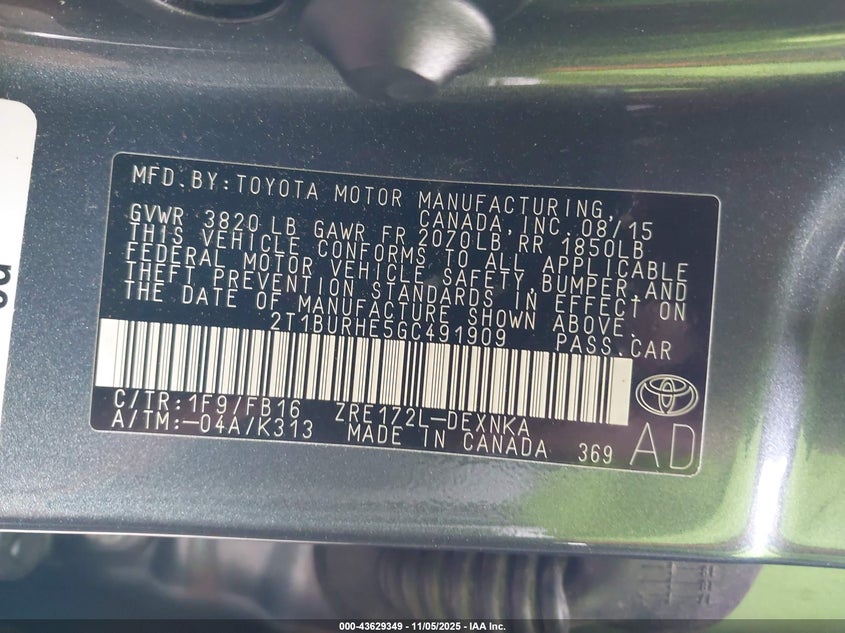 MFD.BY:TOYOTA MOTOR MANUFACTURING,
CANADA,INC.08/15
GVWR 3820 LB GAWR FR 2070LB,RR 1850LB
THIS VEHICLE CONFORMS TO ALL APPLICABLE
FEDERAL MOTOR VEHICLE SAFETY,BUMPER,AND
THEFT PREVENTION STANDARDS IN EFFECT ON
THE DATE OF MANUFACTURE SHOWN ABOVE.
2T1BURHE5GC491909 PASS.CAR
C/TR:1F9/FB16 ZRE172L-DEXNKA
A/TM:-04A/K313 MADE IN CANADA 369 AD
000-43629349 - 11/05/2025 - IAA Inc.